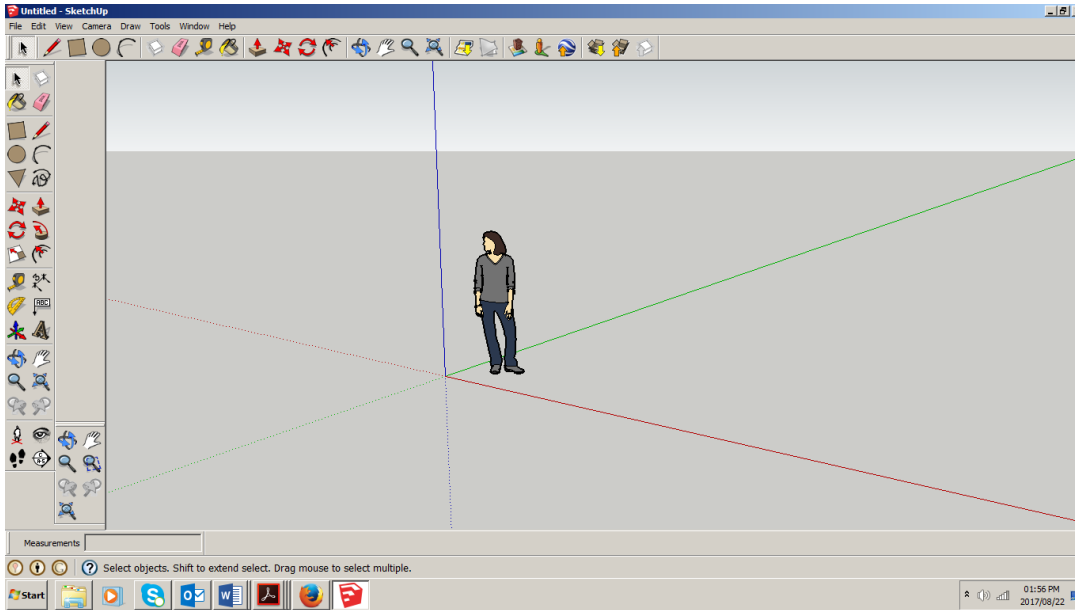 Untitled - SketchUp
File Edit View Camera Draw Tools Window Help
ABC
A
Measurements
Select objects. Shift to extend select. Drag mouse to select multiple.
Start
01:56 PM
2017/08/22